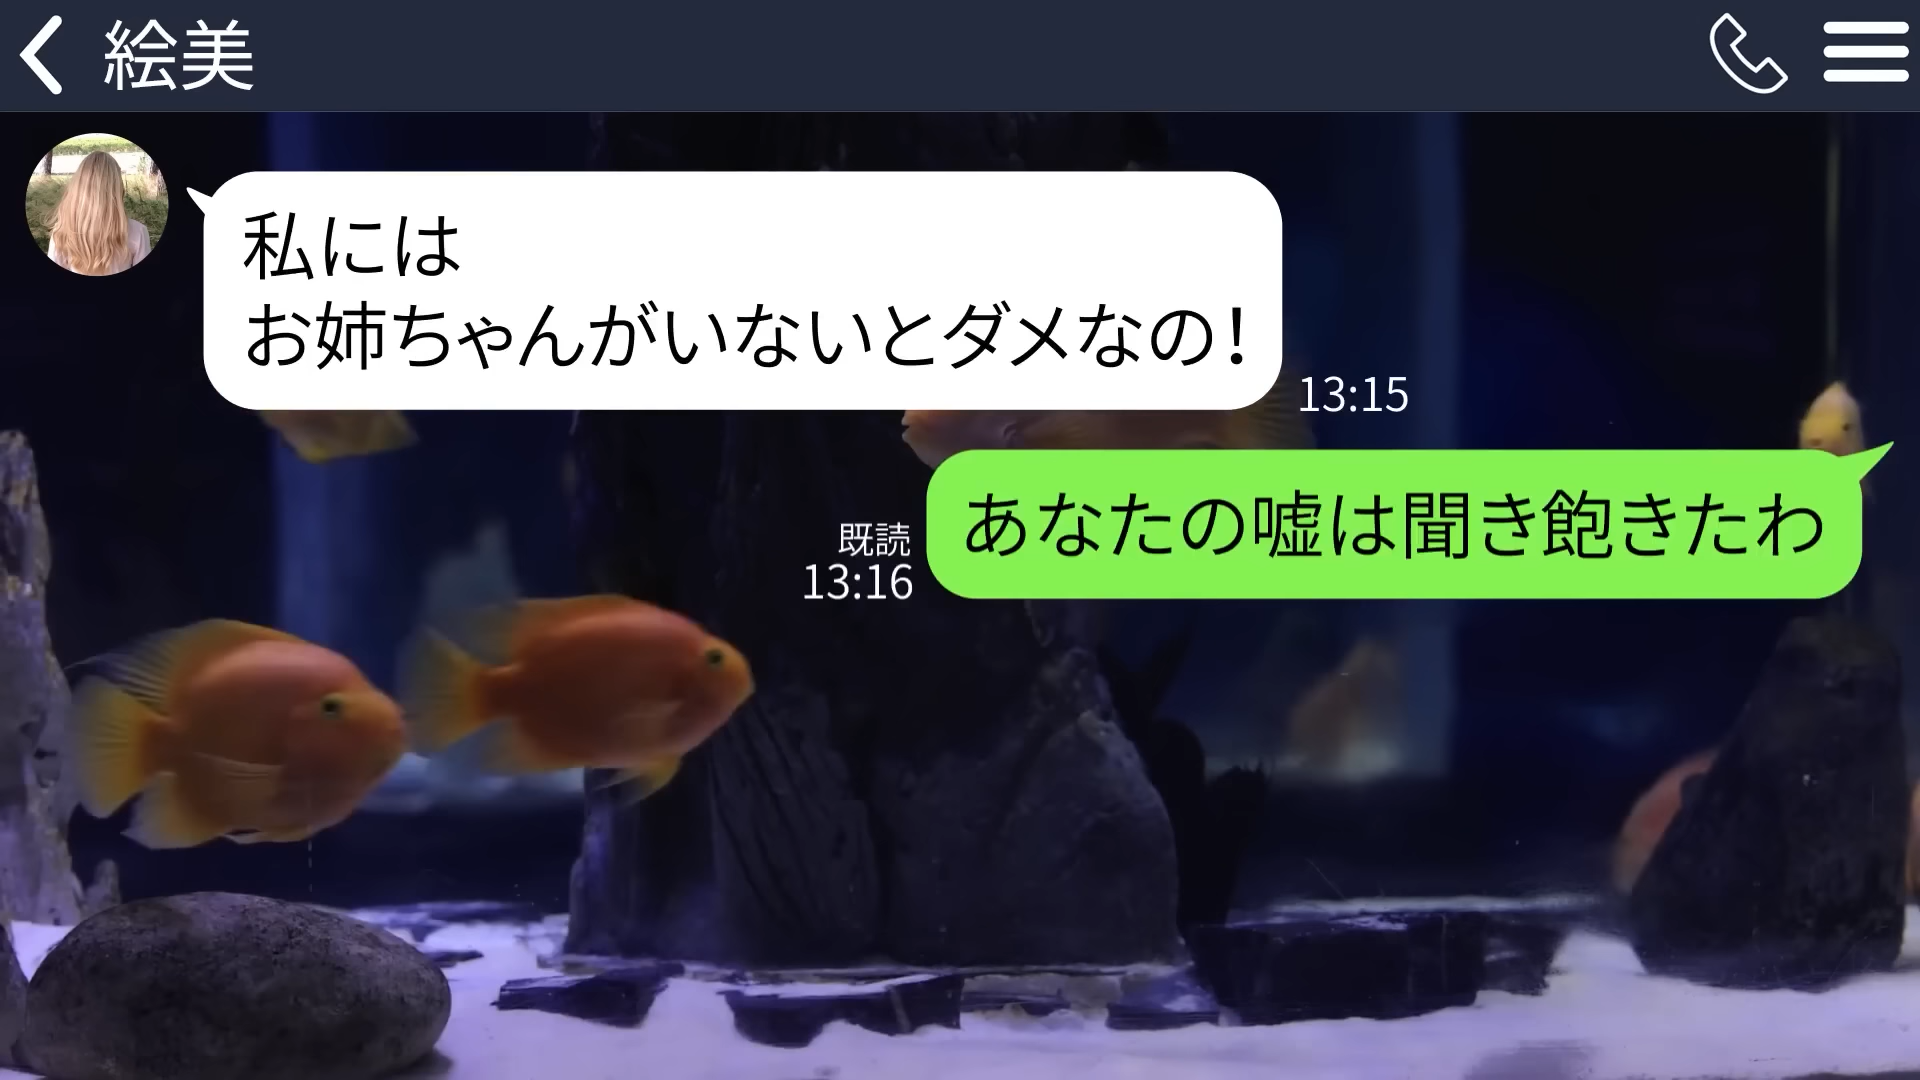 絵美
私には
お姉ちゃんがいないとダメなの！
13:15
あなたの嘘は聞き飽きたわ
既読
13:16